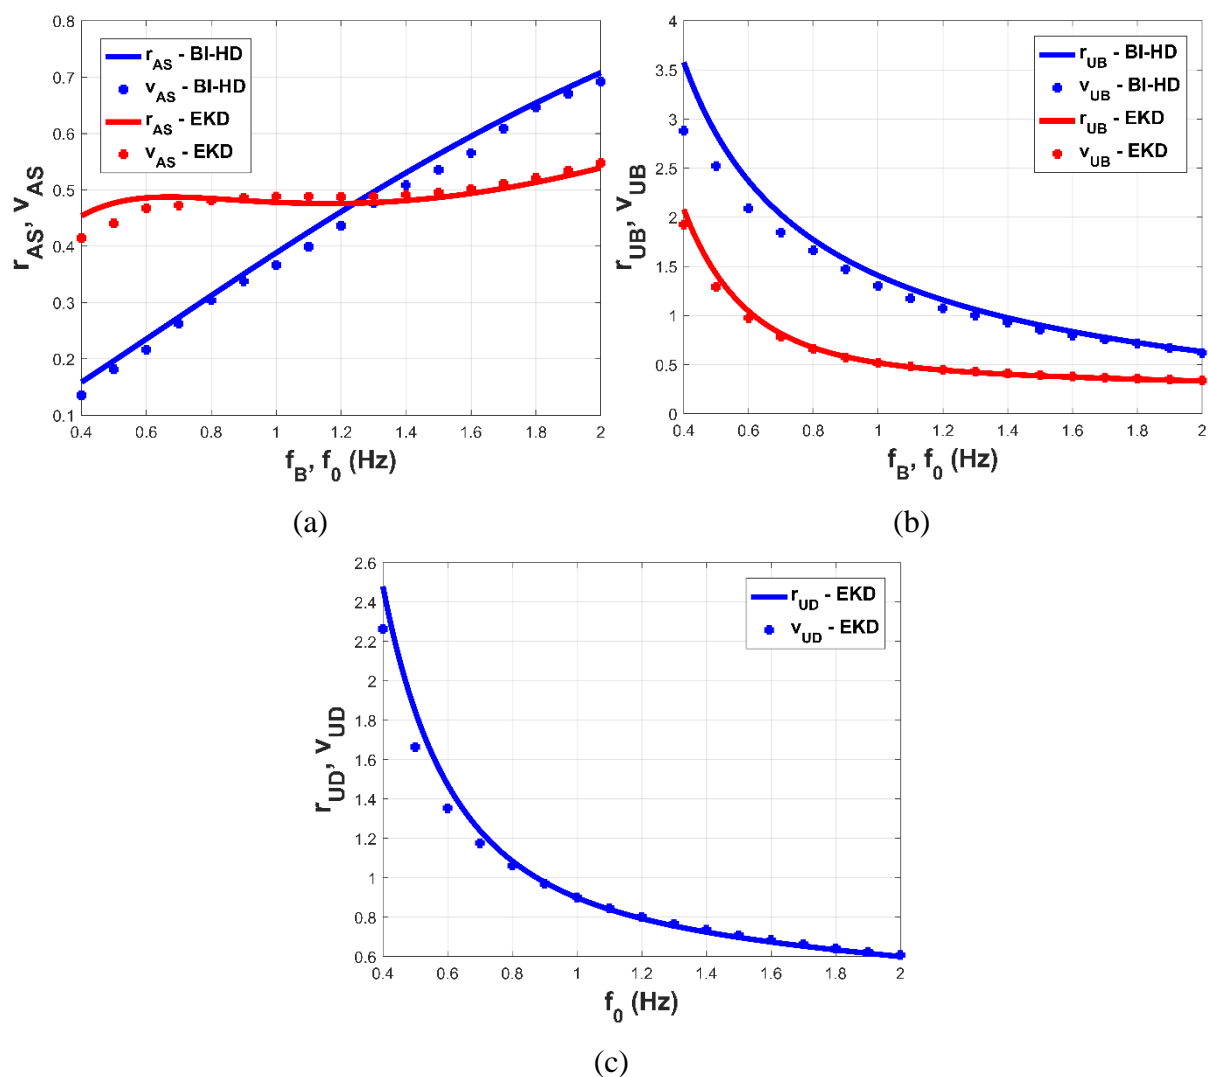 0.8
0.7
0.6
0.5
0.4
0.3
0.2
0.1
r_AS, v_AS
r_AS - BI-HD
v_AS - BI-HD
r_AS - EKD
v_AS - EKD
0.4 0.6 0.8 1 1.2 1.4 1.6 1.8 2
f_B, f_0 (Hz)
(a)
4
3.5
3
2.5
2
1.5
1
0.5
0
r_UB, v_UB
r_UB - BI-HD
v_UB - BI-HD
r_UB - EKD
v_UB - EKD
0.4 0.6 0.8 1 1.2 1.4 1.6 1.8 2
f_B, f_0 (Hz)
(b)
2.6
2.4
2.2
2
1.8
1.6
1.4
1.2
1
0.8
0.6
r_UD, v_UD
r_UD - EKD
v_UD - EKD
0.4 0.6 0.8 1 1.2 1.4 1.6 1.8 2
f_0 (Hz)
(c)